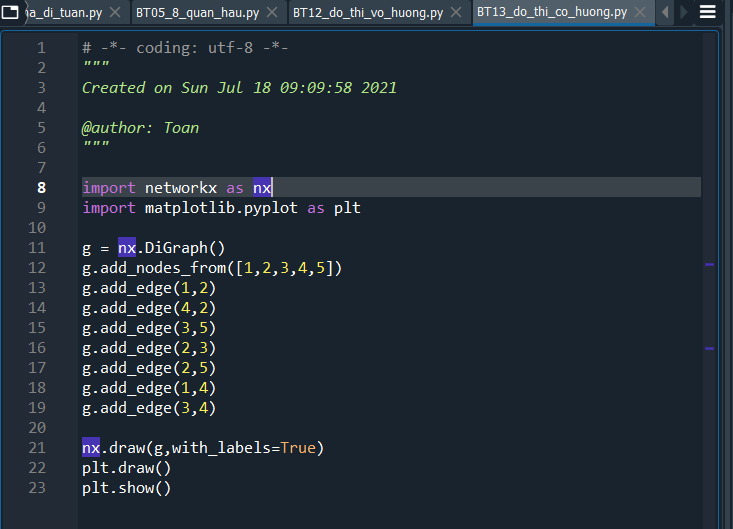 ma_di_tuan.py BT05_8_quan_hau.py BT12_do_thi_vo_huong.py BT13_do_thi_co_huong.py
1 # -*- coding: utf-8 -*-
2 """
3 Created on Sun Jul 18 09:09:58 2021
4
5 @author: Toan
6 """
7
8 import networkx as nx
9 import matplotlib.pyplot as plt
10
11 g = nx.DiGraph()
12 g.add_nodes_from([1,2,3,4,5])
13 g.add_edge(1,2)
14 g.add_edge(4,2)
15 g.add_edge(3,5)
16 g.add_edge(2,3)
17 g.add_edge(2,5)
18 g.add_edge(1,4)
19 g.add_edge(3,4)
20
21 nx.draw(g,with_labels=True)
22 plt.draw()
23 plt.show()